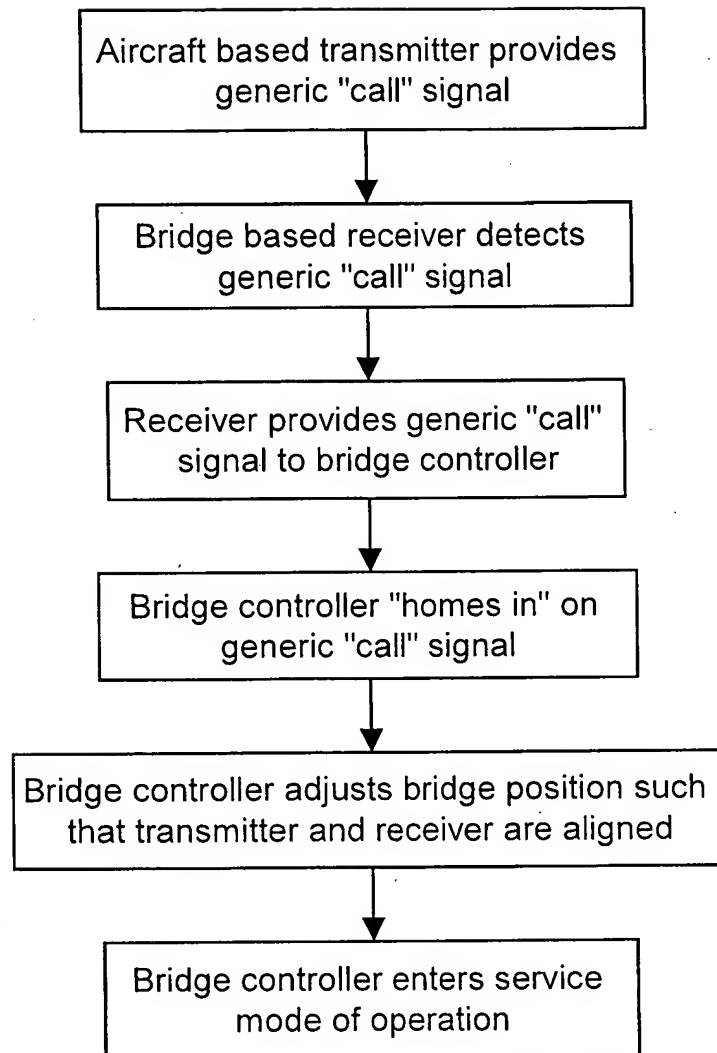 Aircraft based transmitter provides
generic "call" signal
Bridge based receiver detects
generic "call" signal
Receiver provides generic "call"
signal to bridge controller
Bridge controller "homes in" on
generic "call" signal
Bridge controller adjusts bridge position such
that transmitter and receiver are aligned
Bridge controller enters service
mode of operation